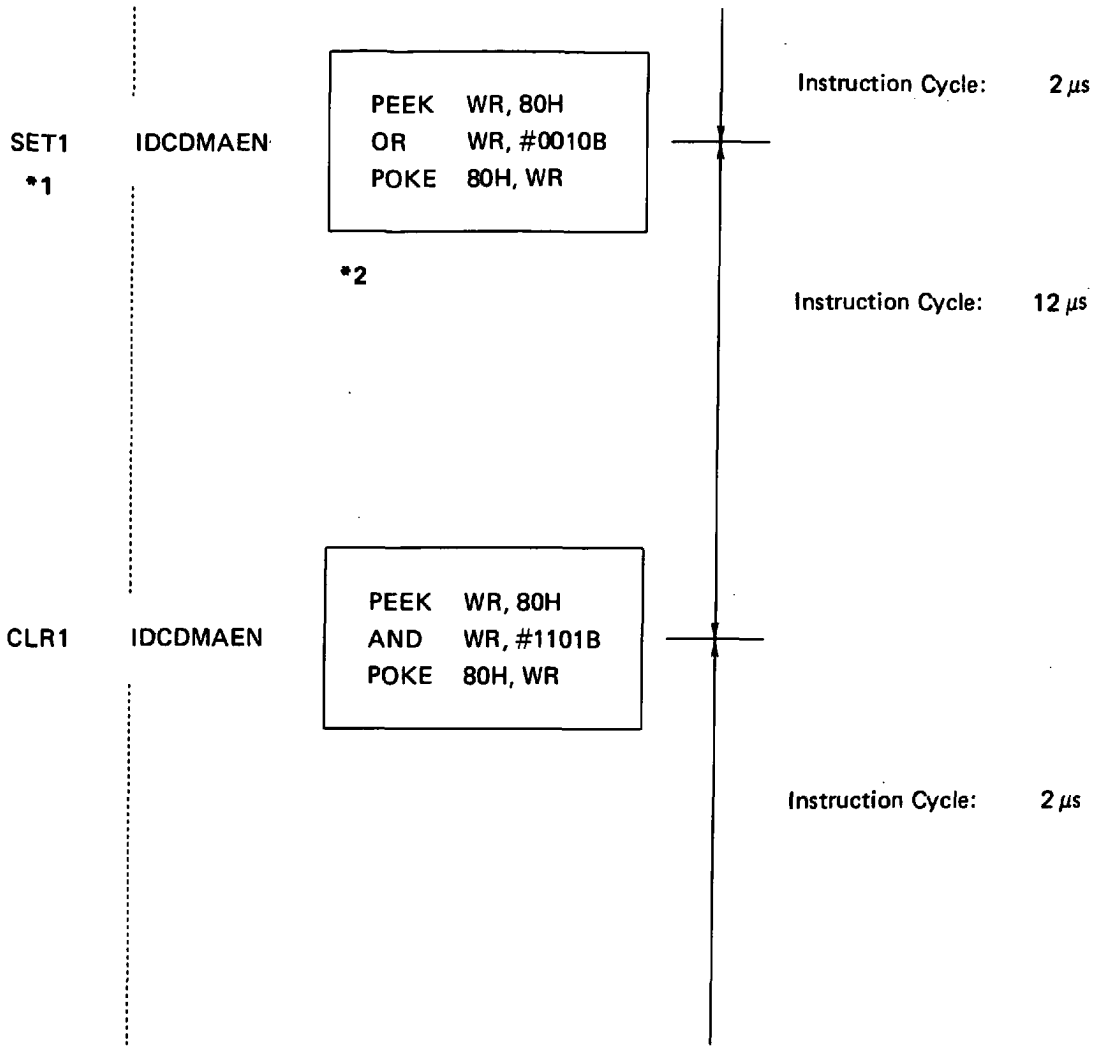 Instruction Cycle: 2 μs
PEEK WR, 80H
SET1 IDCDMAEN OR WR, #0010B
*1 POKE 80H, WR
*2
Instruction Cycle: 12 μs
PEEK WR, 80H
CLR1 IDCDMAEN AND WR, #1101B
POKE 80H, WR
Instruction Cycle: 2 μs